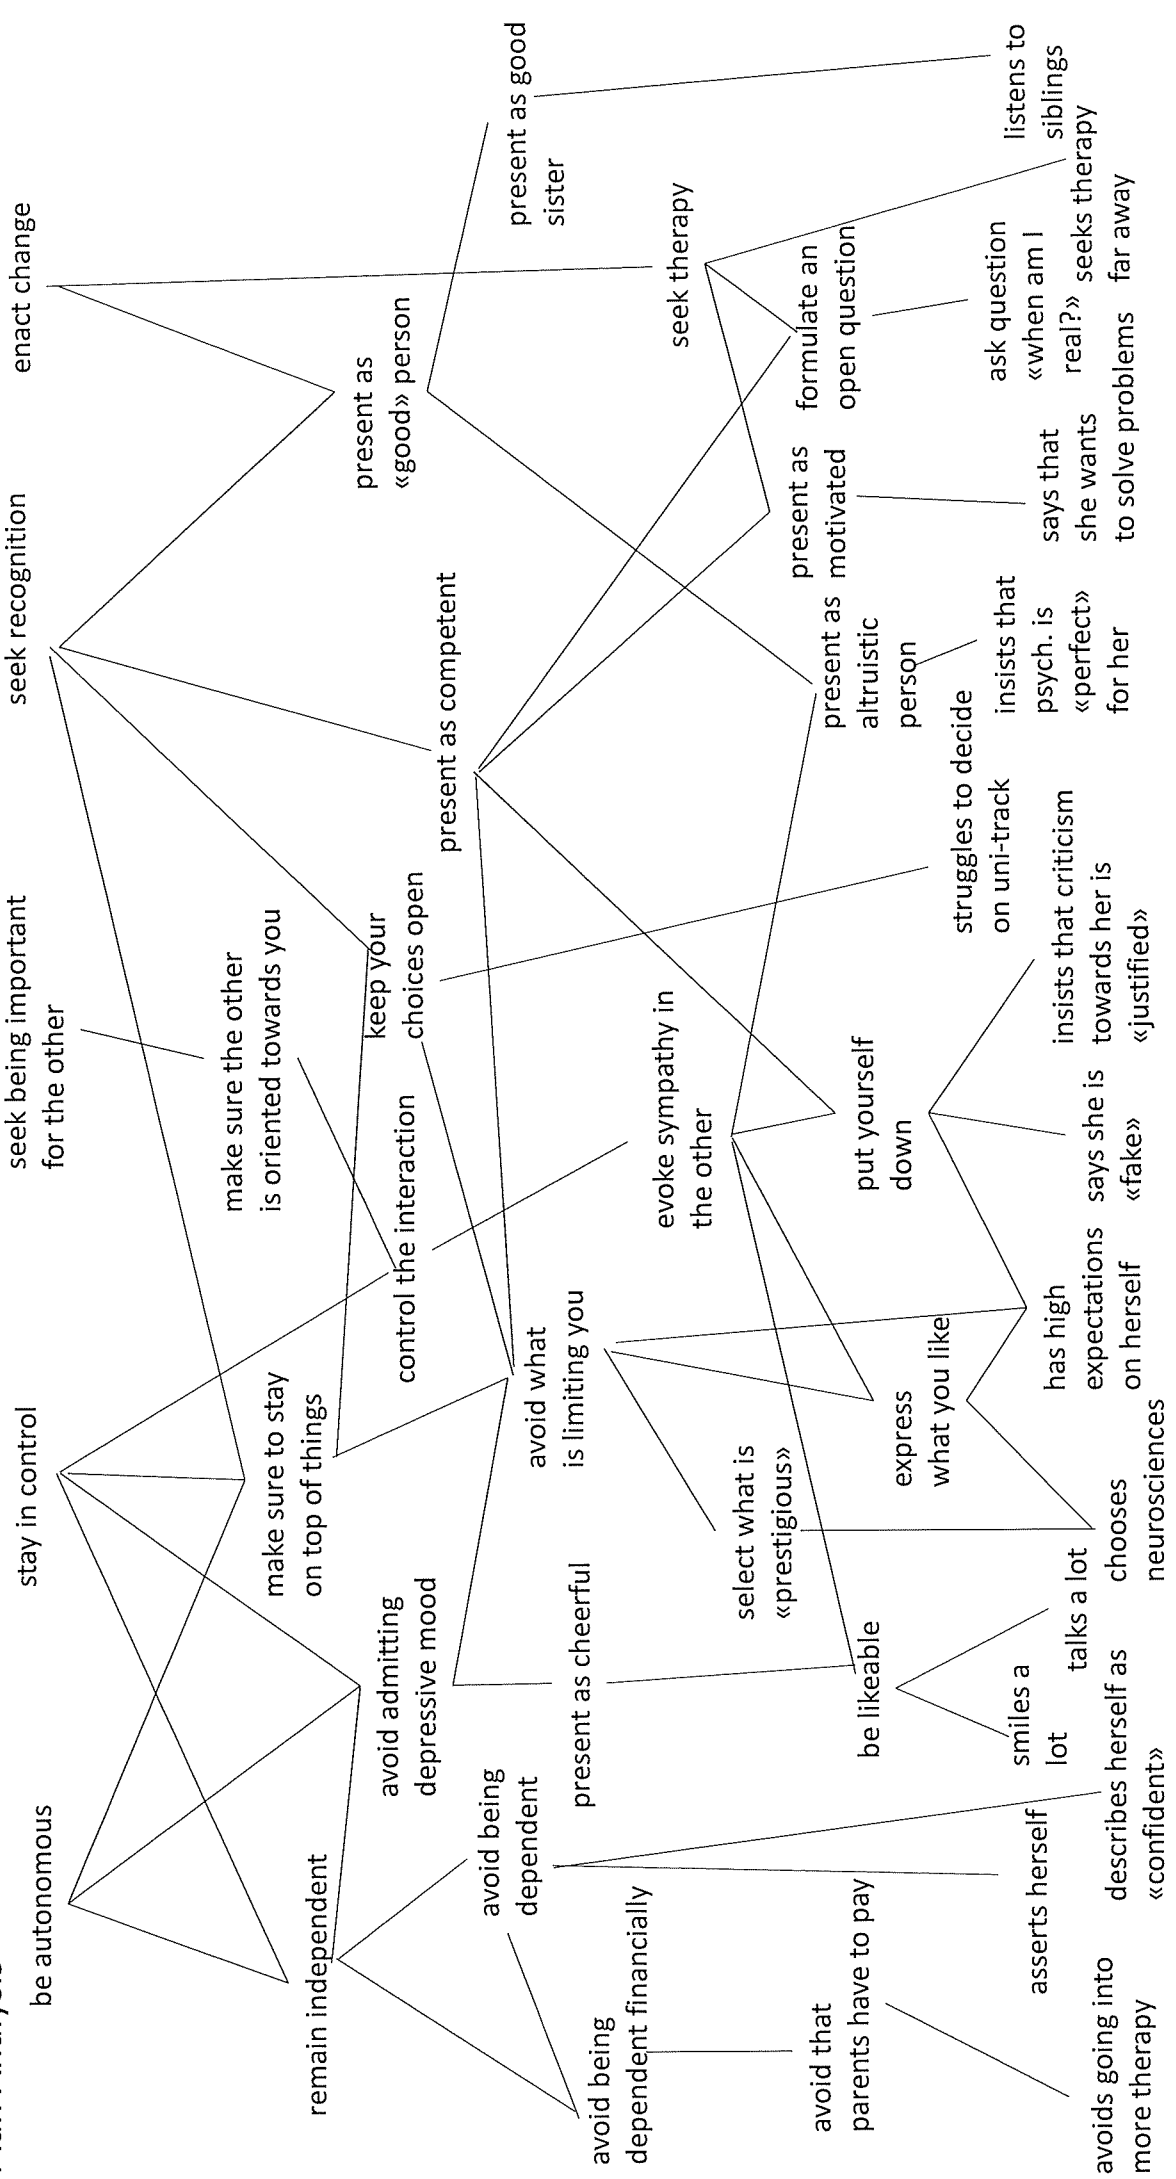 be autonomous
stay in control
seek being important
for the other
seek recognition
enact change
make sure the other
is oriented towards you
remain independent
make sure to stay
on top of things
present as
«good» person
avoid admitting
depressive mood
control the interaction
keep your
choices open
present as competent
avoid being
dependent
present as good
sister
avoid what
is limiting you
present as cheerful
avoid being
dependent financially
evoke sympathy in
the other
seek therapy
select what is
«prestigious»
avoid that
parents have to pay
be likeable
express
what you like
put yourself
down
present as
altruistic
person
present as
motivated
formulate an
open question
struggles to decide
on uni-track
asserts herself
smiles a
lot
talks a lot
has high
expectations
on herself
says she is
«fake»
insists that criticism
towards her is
«justified»
insists that
psych. is
«perfect»
for her
says that
she wants
to solve problems
ask question
«when am I
real?»
listens to
siblings
seeks therapy
far away
avoids going into
more therapy
describes herself as
«confident»
chooses
neurosciences